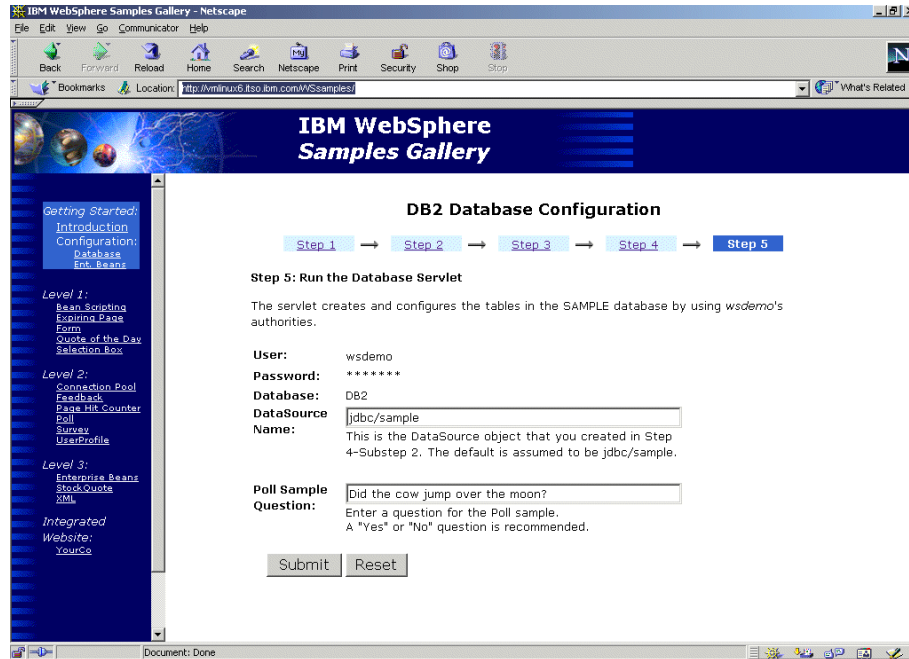 IBM WebSphere Samples Gallery - Netscape
File Edit View Go Communicator Help
Back Forward Reload Home Search Netscape Print Security Shop Stop
Bookmarks Location: http://vmlinux6.itso.ibm.com/WSsamples/ What's Related
IBM WebSphere
Samples Gallery
Getting Started:
Introduction
Configuration:
Database
Ent. Beans
Level 1:
Bean Scripting
Expiring Page
Form
Quote of the Day
Selection Box
Level 2:
Connection Pool
Feedback
Page Hit Counter
Poll
Survey
UserProfile
Level 3:
Enterprise Beans
StockQuote
XML
Integrated
Website:
YourCo
DB2 Database Configuration
Step 1 → Step 2 → Step 3 → Step 4 → Step 5
Step 5: Run the Database Servlet
The servlet creates and configures the tables in the SAMPLE database by using wsdemo's
authorities.
User: wsdemo
Password: *******
Database: DB2
DataSource Name: jdbc/sample
This is the DataSource object that you created in Step
4-Substep 2. The default is assumed to be jdbc/sample.
Poll Sample Question: Did the cow jump over the moon?
Enter a question for the Poll sample.
A "Yes" or "No" question is recommended.
Submit Reset
Document: Done